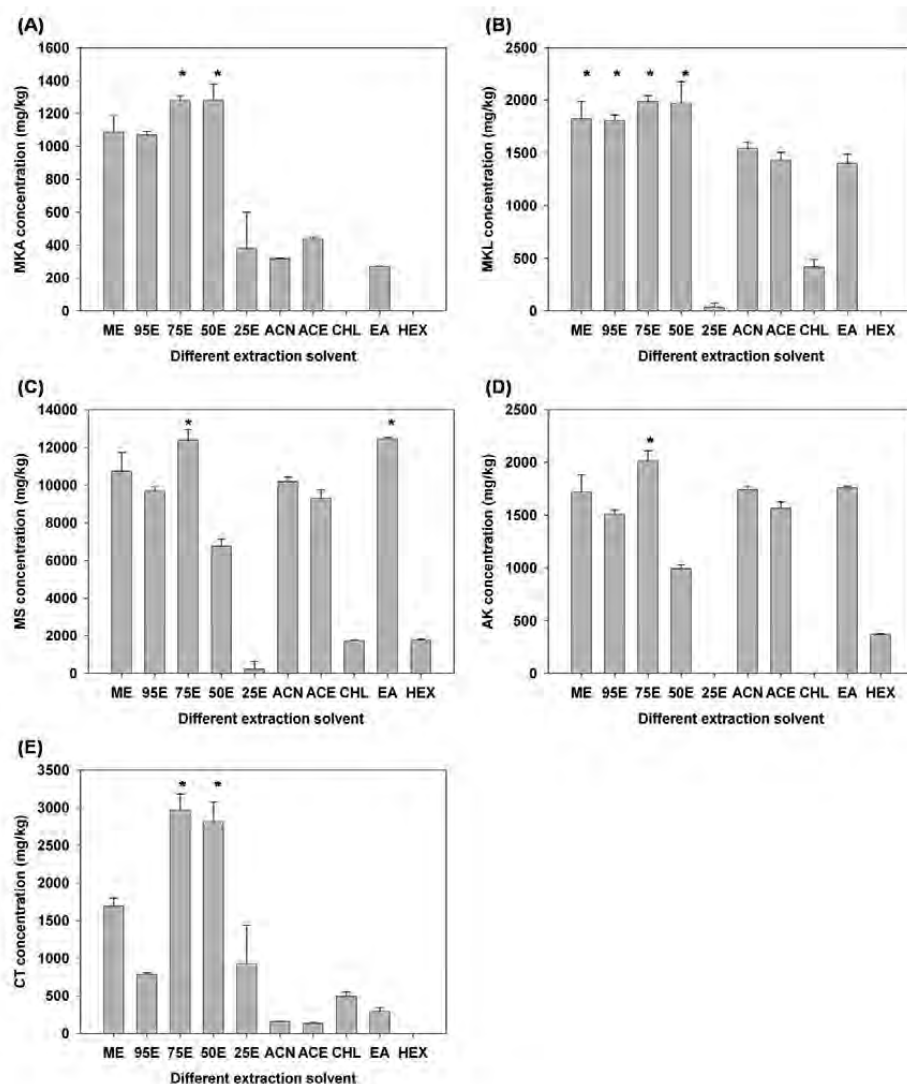 (A)
1600
1400
1200
1000
800
600
400
200
0
MKA concentration (mg/kg)
* *
ME 95E 75E 50E 25E ACN ACE CHL EA HEX
Different extraction solvent
(B)
2500
2000
1500
1000
500
0
MKL concentration (mg/kg)
* * * *
ME 95E 75E 50E 25E ACN ACE CHL EA HEX
Different extraction solvent
(C)
14000
12000
10000
8000
6000
4000
2000
0
MS concentration (mg/kg)
* *
ME 95E 75E 50E 25E ACN ACE CHL EA HEX
Different extraction solvent
(D)
2500
2000
1500
1000
500
0
AK concentration (mg/kg)
*
ME 95E 75E 50E 25E ACN ACE CHL EA HEX
Different extraction solvent
(E)
3500
3000
2500
2000
1500
1000
500
0
CT concentration (mg/kg)
* *
ME 95E 75E 50E 25E ACN ACE CHL EA HEX
Different extraction solvent